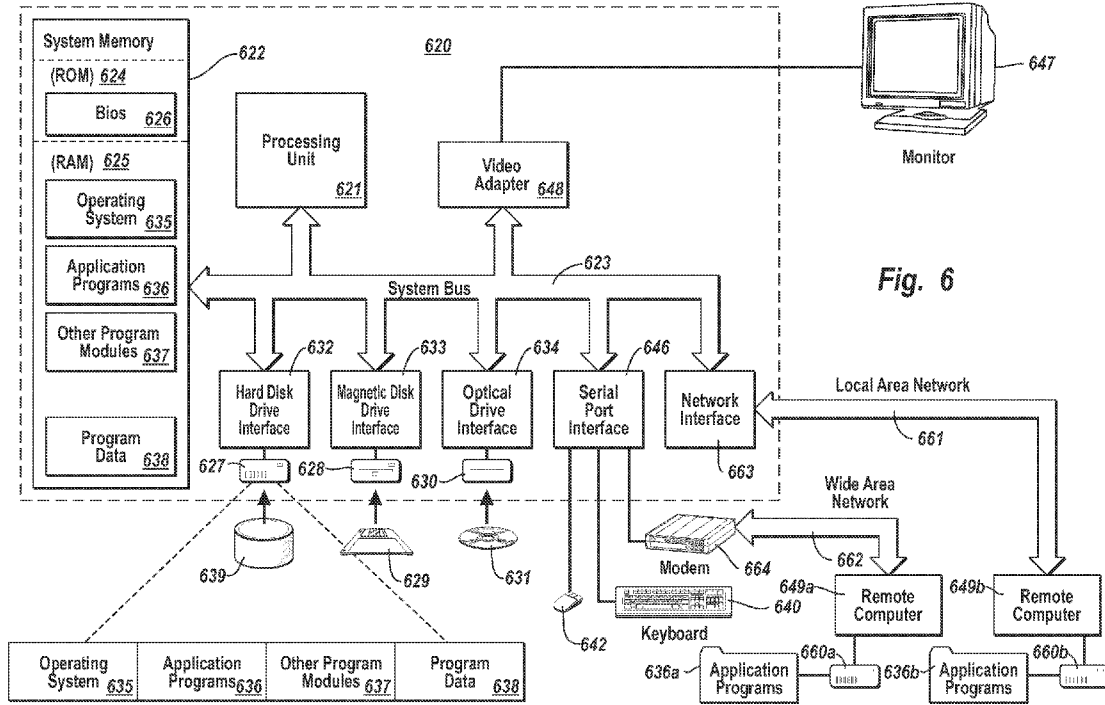 System Memory
622
620
647
(ROM) 624
Bios
626
Monitor
Processing
Unit
621
Video
Adapter
648
(RAM) 625
Operating
System
635
Application
Programs
636
623
System Bus
Fig. 6
Other Program
Modules
637
632
633
634
646
Hard Disk
Drive
Interface
Magnetic Disk
Drive
Interface
Optical
Drive
Interface
Serial
Port
Interface
Network
Interface
Local Area Network
661
Program
Data
638
627
628
630
663
Wide Area
Network
662
639
629
631
Modem
664
649a
Remote
Computer
649b
Remote
Computer
640
Keyboard
642
Operating
System 635
Application
Programs 636
Other Program
Modules 637
Program
Data 638
636a
Application
Programs
660a
636b
Application
Programs
660b